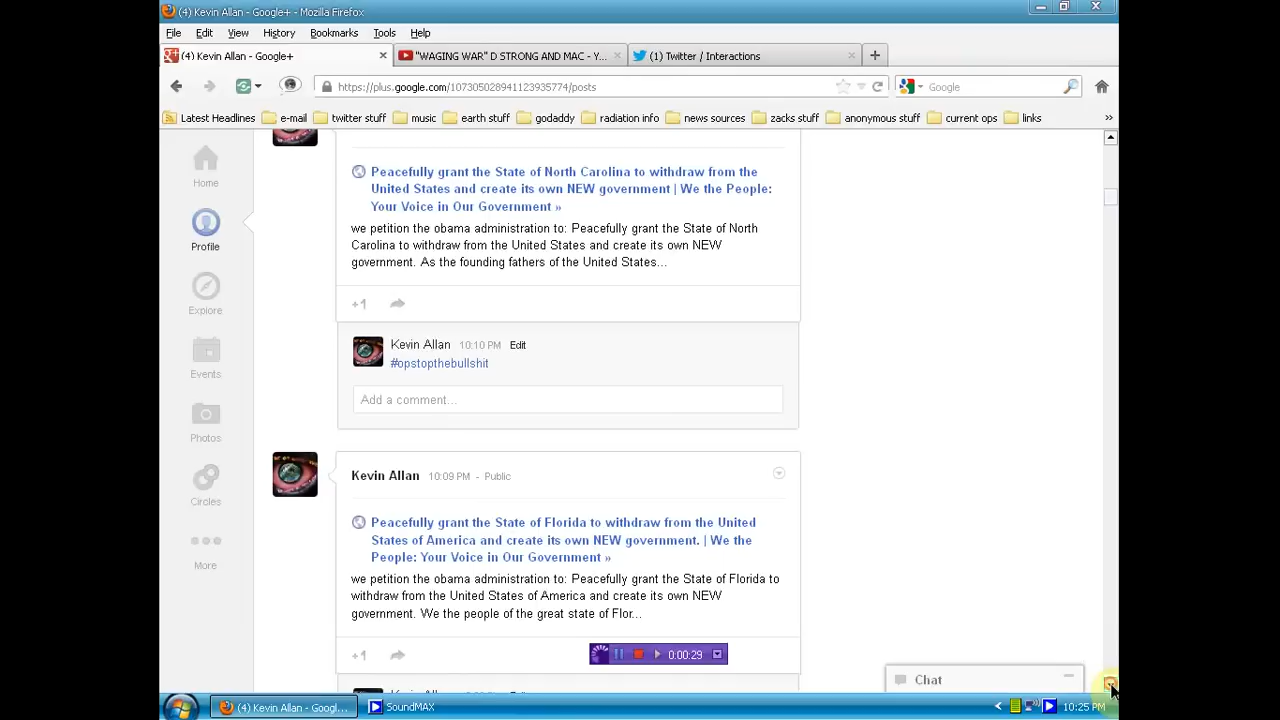 (4) Kevin Allan - Google+ - Mozilla Firefox
File Edit View History Bookmarks Tools Help
(4) Kevin Allan - Google+ × "WAGING WAR" D STRONG AND MAC - Y... × (1) Twitter / Interactions × +
https://plus.google.com/107305028941123935774/posts Google
Latest Headlines e-mail twitter stuff music earth stuff godaddy radiation info news sources zacks stuff anonymous stuff current ops links »
Home
Profile
Explore
Events
Photos
Circles
More
Peacefully grant the State of North Carolina to withdraw from the
United States and create its own NEW government | We the People:
Your Voice in Our Government »
we petition the obama administration to: Peacefully grant the State of North
Carolina to withdraw from the United States and create its own NEW
government. As the founding fathers of the United States...
+1
Kevin Allan 10:10 PM Edit
#opstopthebullshit
Add a comment...
Kevin Allan 10:09 PM - Public
Peacefully grant the State of Florida to withdraw from the United
States of America and create its own NEW government. | We the
People: Your Voice in Our Government »
we petition the obama administration to: Peacefully grant the State of Florida to
withdraw from the United States of America and create its own NEW
government. We the people of the great state of Flor...
+1
0:00:29
Chat
(4) Kevin Allan - Googl... SoundMAX 10:25 PM